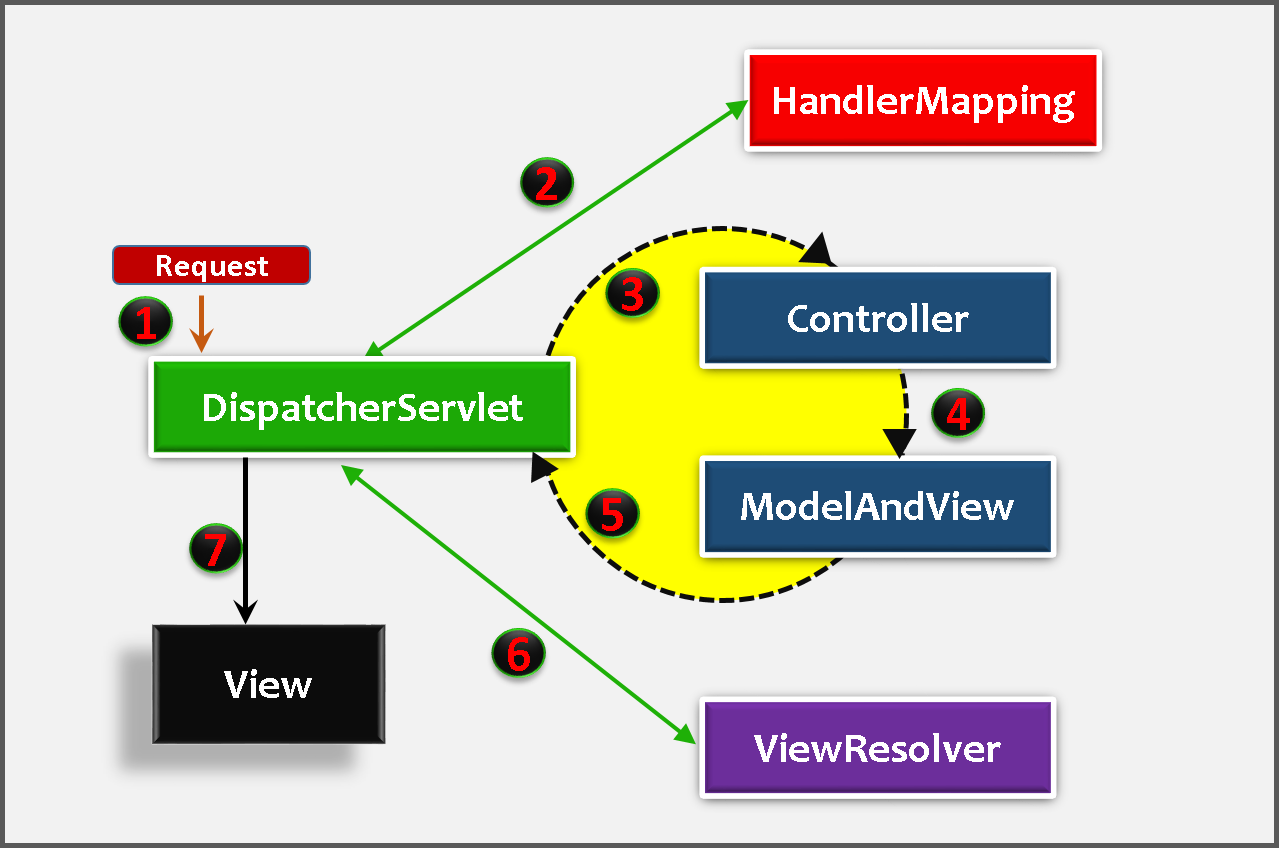 HandlerMapping
2
Request
3
1
Controller
DispatcherServlet
4
ModelAndView
5
7
6
View
ViewResolver